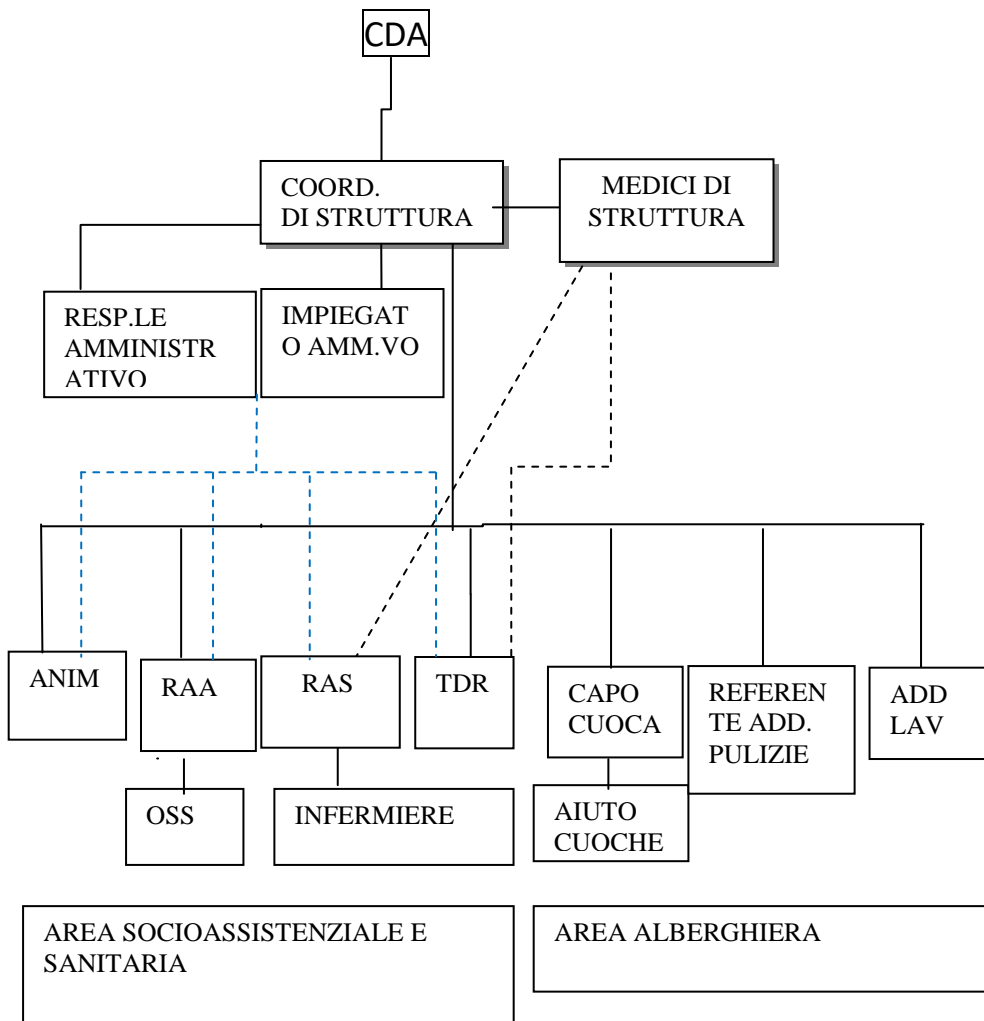 CDA
COORD.
DI STRUTTURA
MEDICI DI
STRUTTURA
RESP.LE
AMMINISTR
ATIVO
IMPIEGAT
O AMM.VO
ANIM
RAA
RAS
TDR
CAPO
CUOCA
REFEREN
TE ADD.
PULIZIE
ADD
LAV
OSS
INFERMIERE
AIUTO
CUOCHE
AREA SOCIOASSISTENZIALE E
SANITARIA
AREA ALBERGHIERA